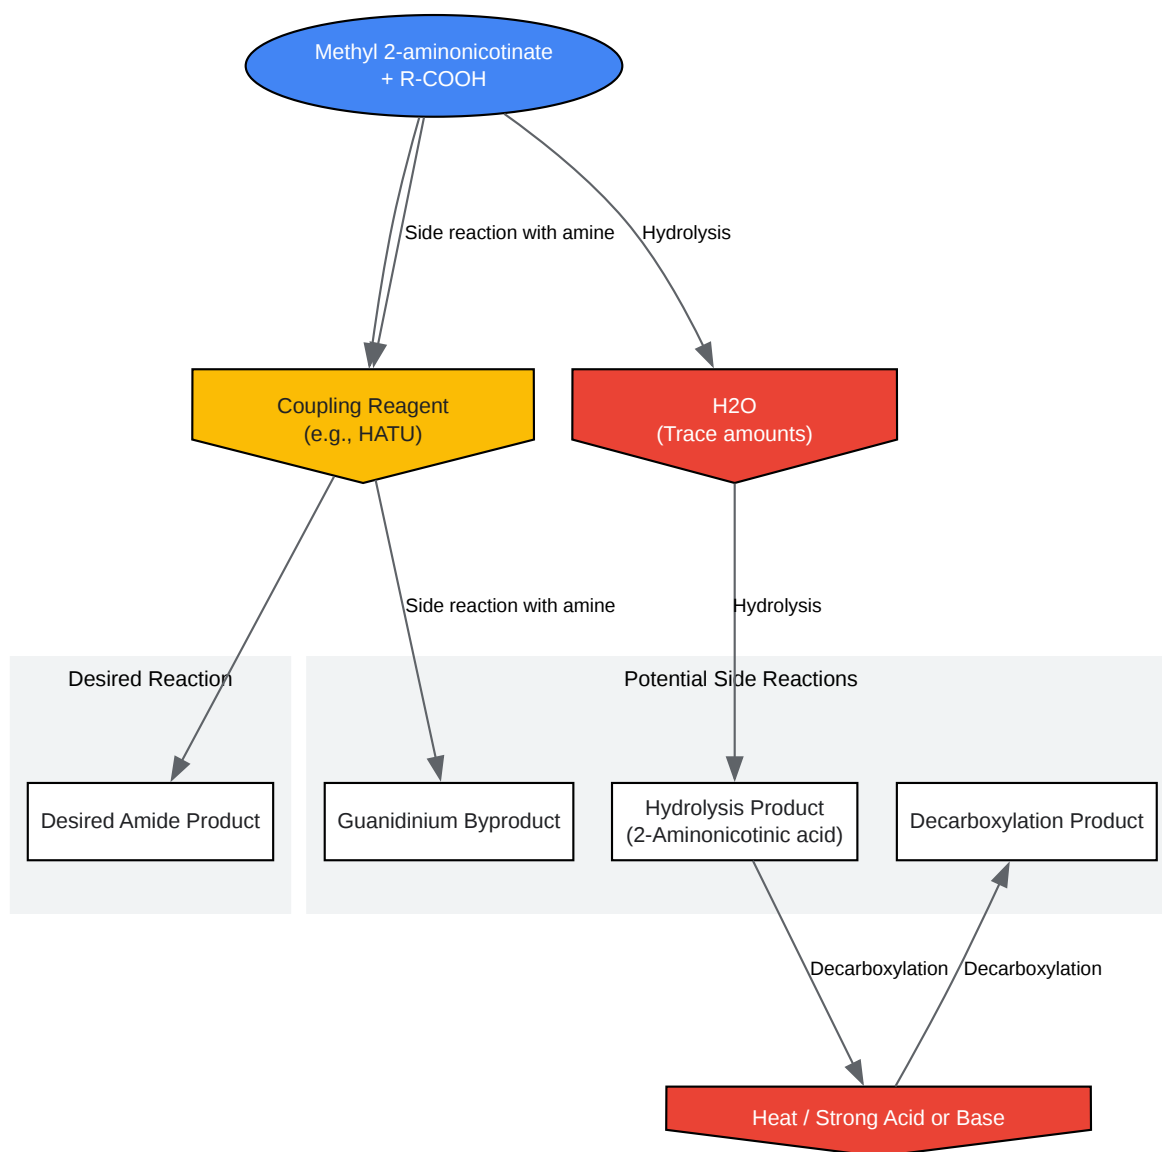 Methyl 2-aminonicotinate
+ R-COOH
Side reaction with amine
Hydrolysis
Coupling Reagent
(e.g., HATU)
H2O
(Trace amounts)
Side reaction with amine
Hydrolysis
Desired Reaction
Potential Side Reactions
Desired Amide Product
Guanidinium Byproduct
Hydrolysis Product
(2-Aminonicotinic acid)
Decarboxylation Product
Decarboxylation
Decarboxylation
Heat / Strong Acid or Base